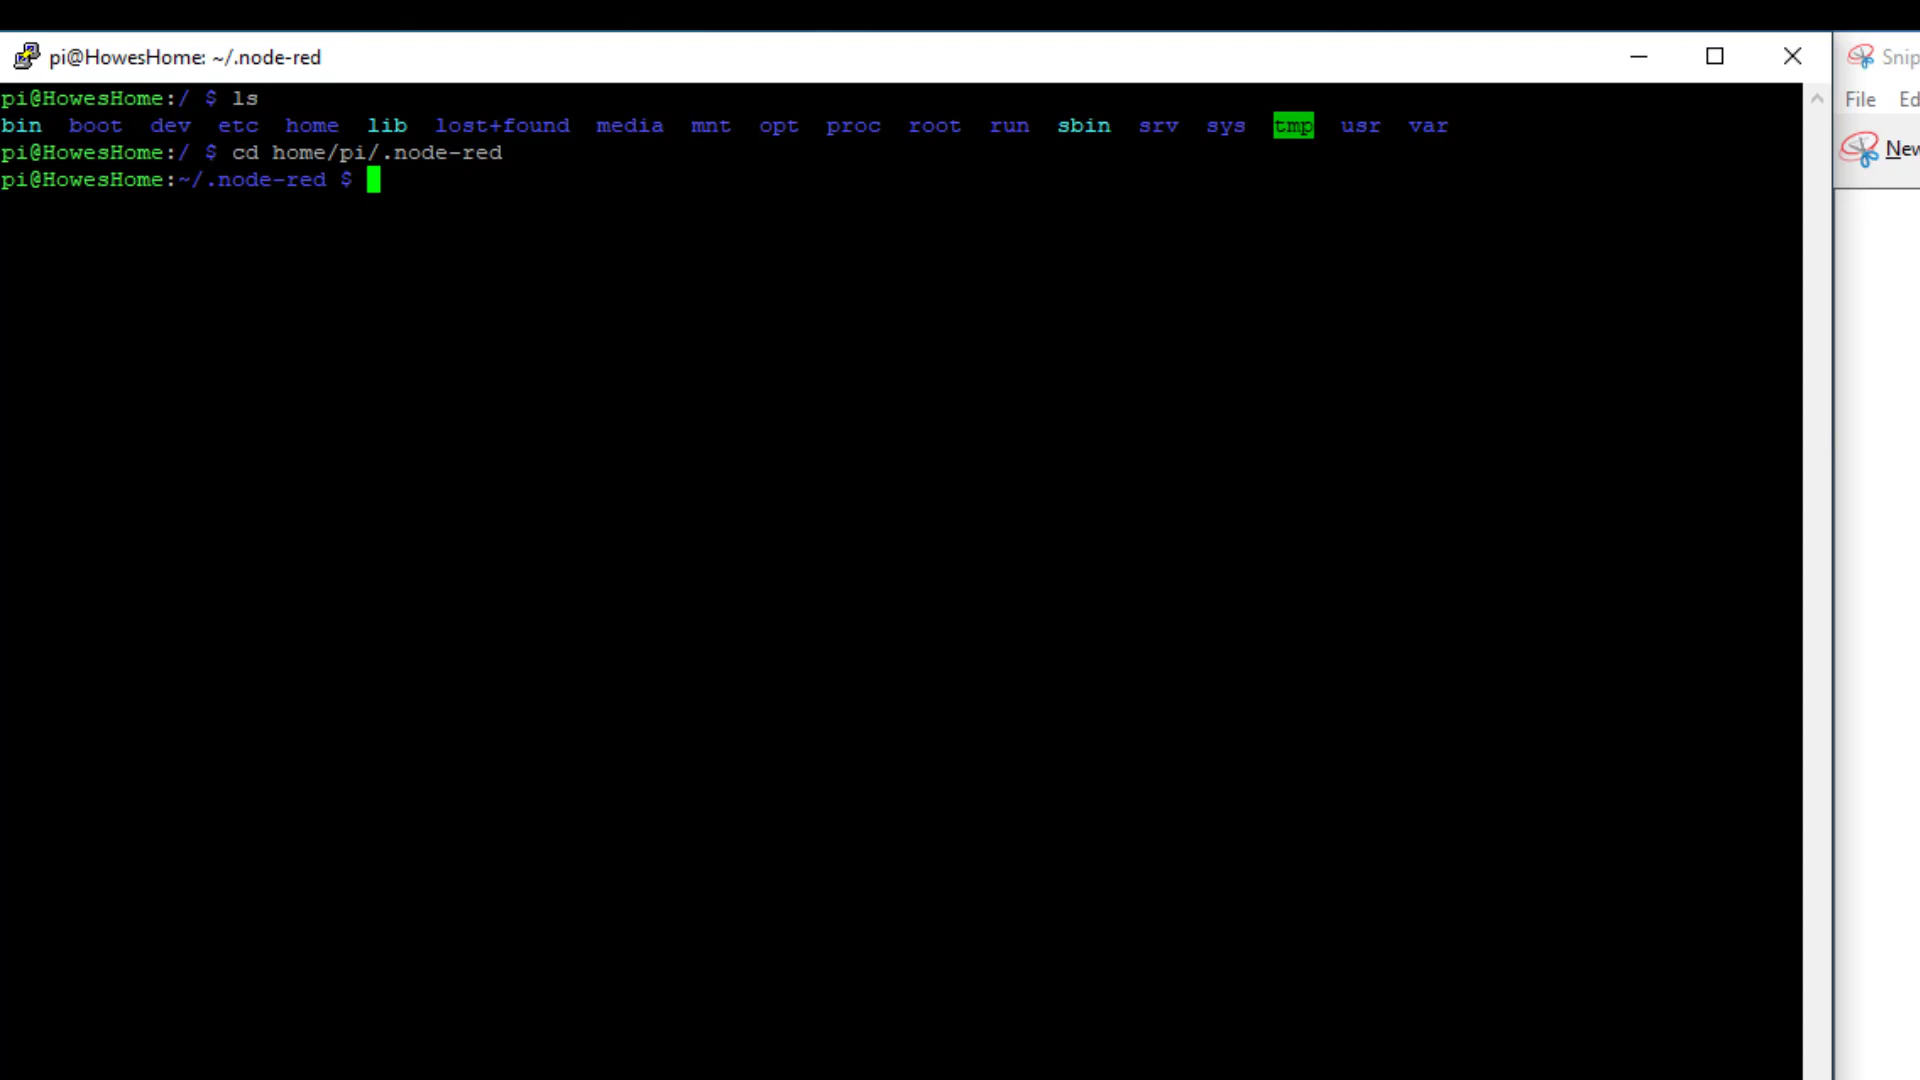 pi@HowesHome: ~/.node-red
pi@HowesHome:/ $ ls
bin boot dev etc home lib lost+found media mnt opt proc root run sbin srv sys tmp usr var
pi@HowesHome:/ $ cd home/pi/.node-red
pi@HowesHome:~/.node-red $
Snip
File Ed
New